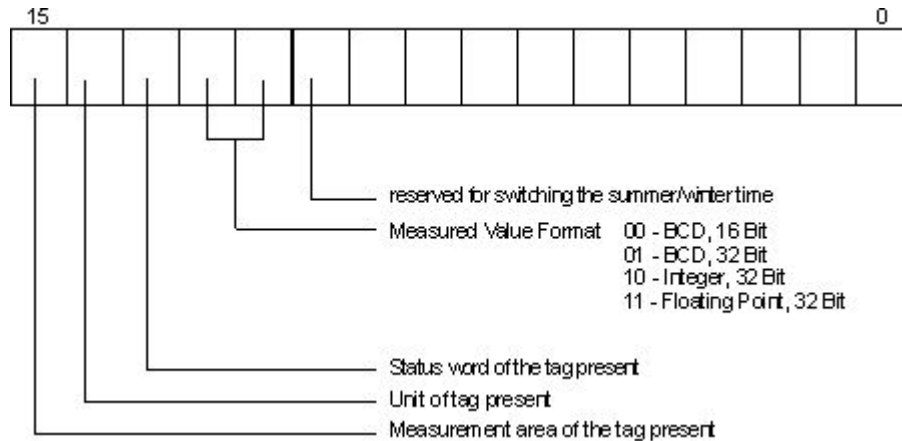 15 0
reserved for switching the summer/winter time
Measured Value Format 00 - BCD, 16 Bit
01 - BCD, 32 Bit
10 - Integer, 32 Bit
11 - Floating Point, 32 Bit
Status word of the tag present
Unit of tag present
Measurement area of the tag present